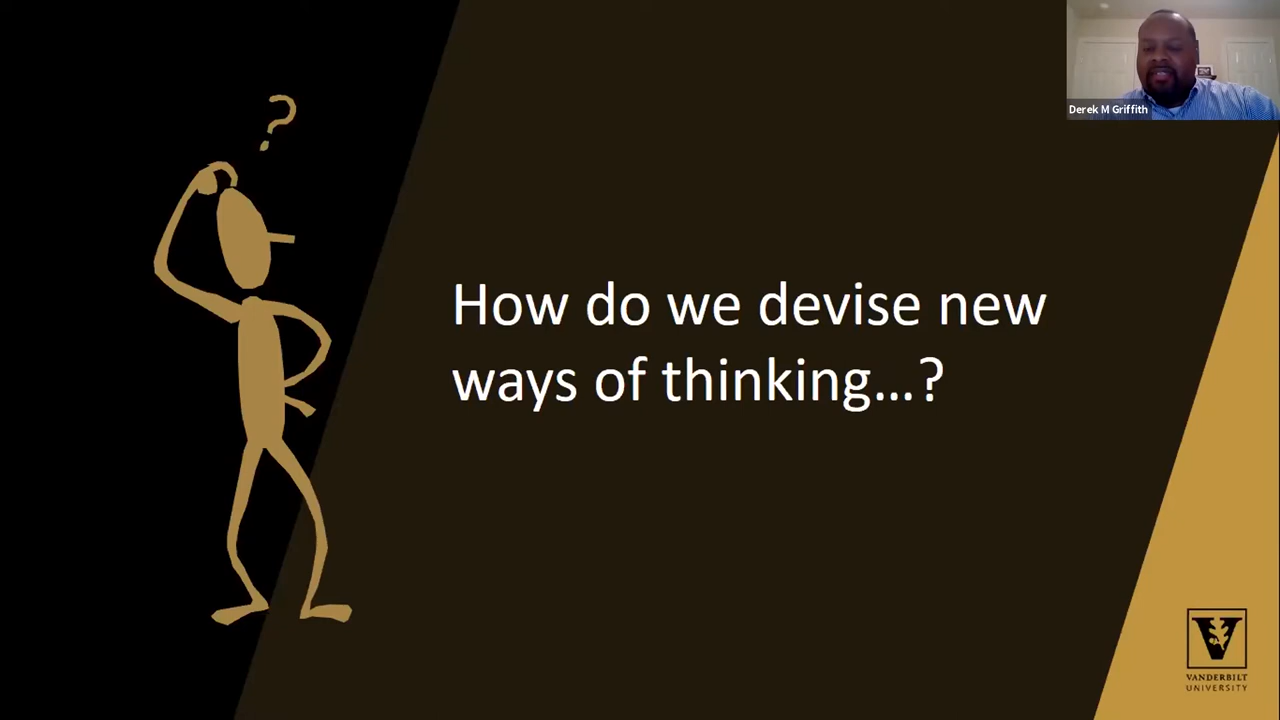 Derek M Griffith
?
How do we devise new
ways of thinking...?
V
VANDERBILT
UNIVERSITY